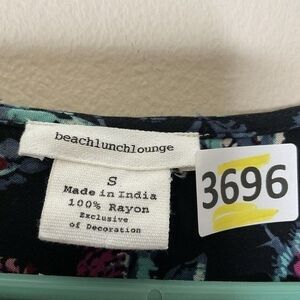 beachlunchlounge
S
Made in India
100% Rayon
Exclusive
of Decoration
3696